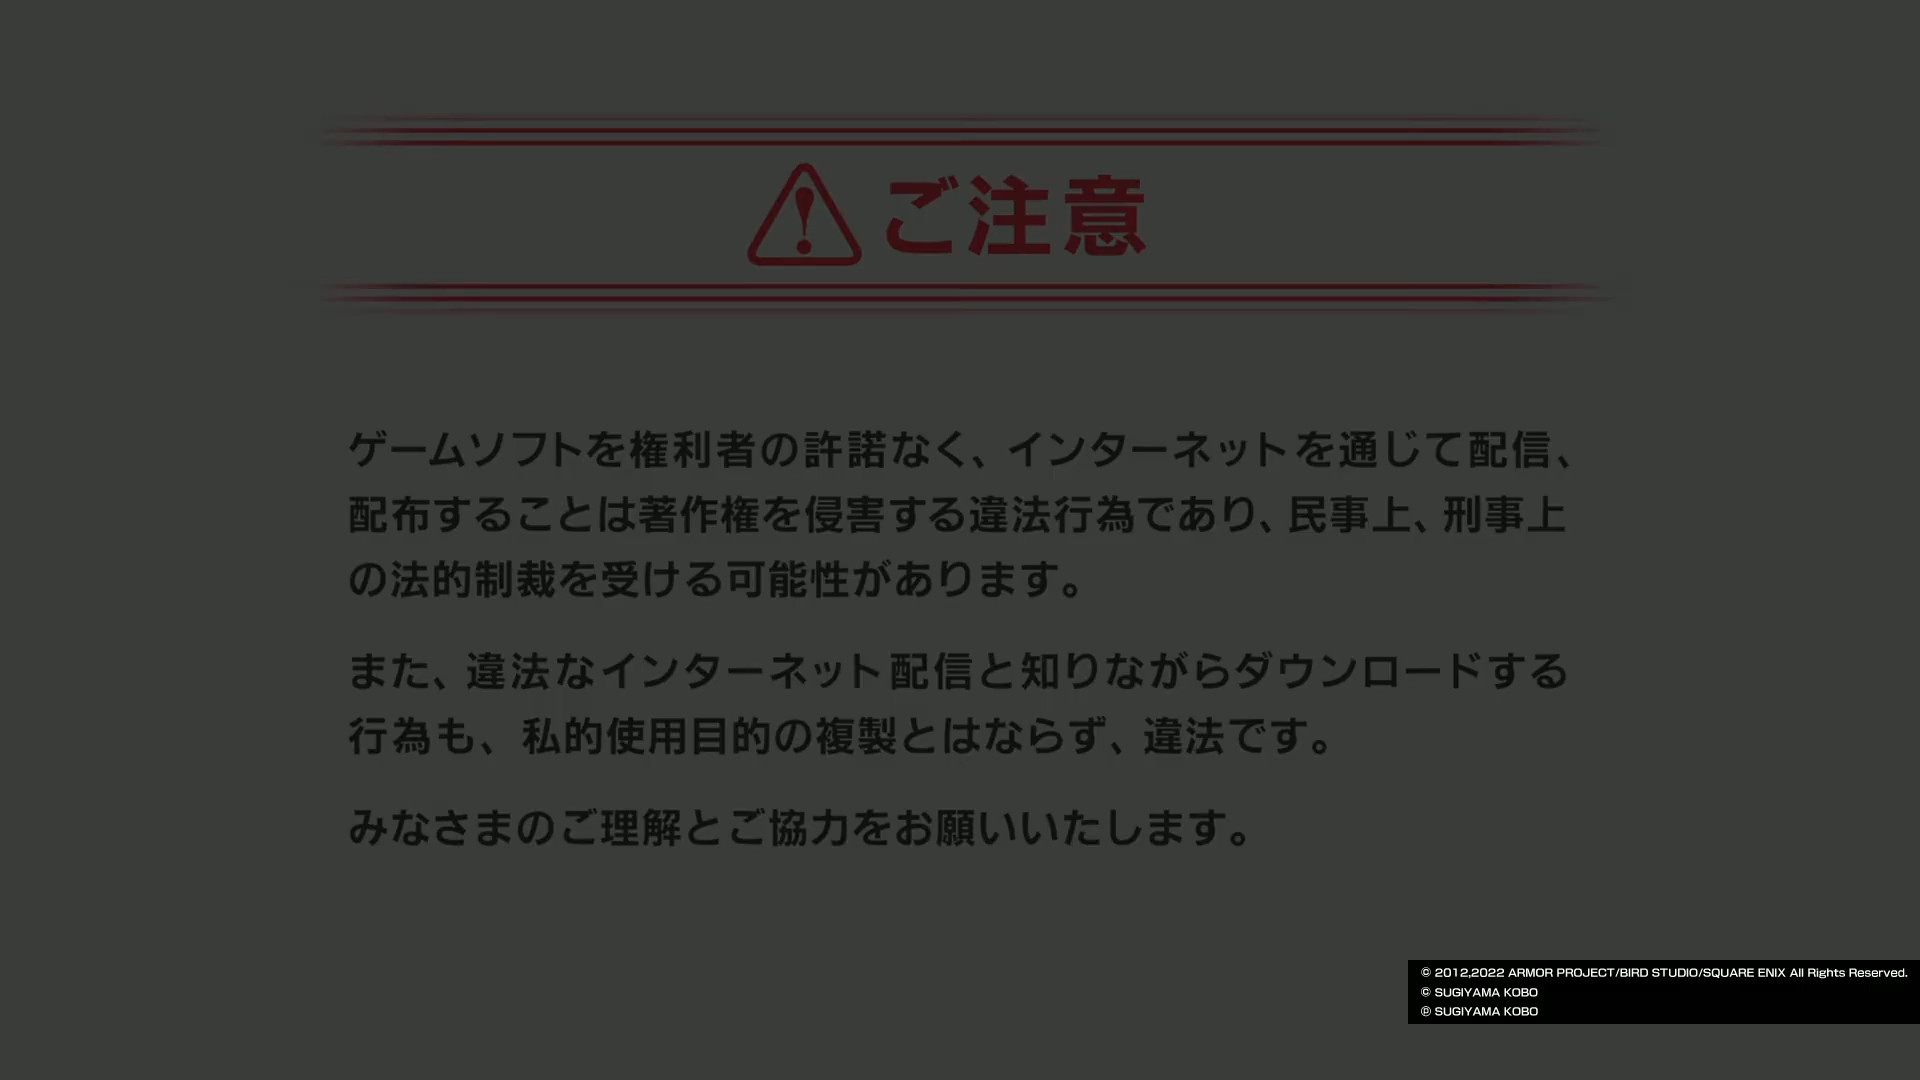 ご注意
ゲームソフトを権利者の許諾なく、インターネットを通じて配信、
配布することは著作権を侵害する違法行為であり、民事上、刑事上
の法的制裁を受ける可能性があります。
また、違法なインターネット配信と知りながらダウンロードする
行為も、私的使用目的の複製とはならず、違法です。
みなさまのご理解とご協力をお願いいたします。
© 2012,2022 ARMOR PROJECT/BIRD STUDIO/SQUARE ENIX All Rights Reserved.
© SUGIYAMA KOBO
℗ SUGIYAMA KOBO